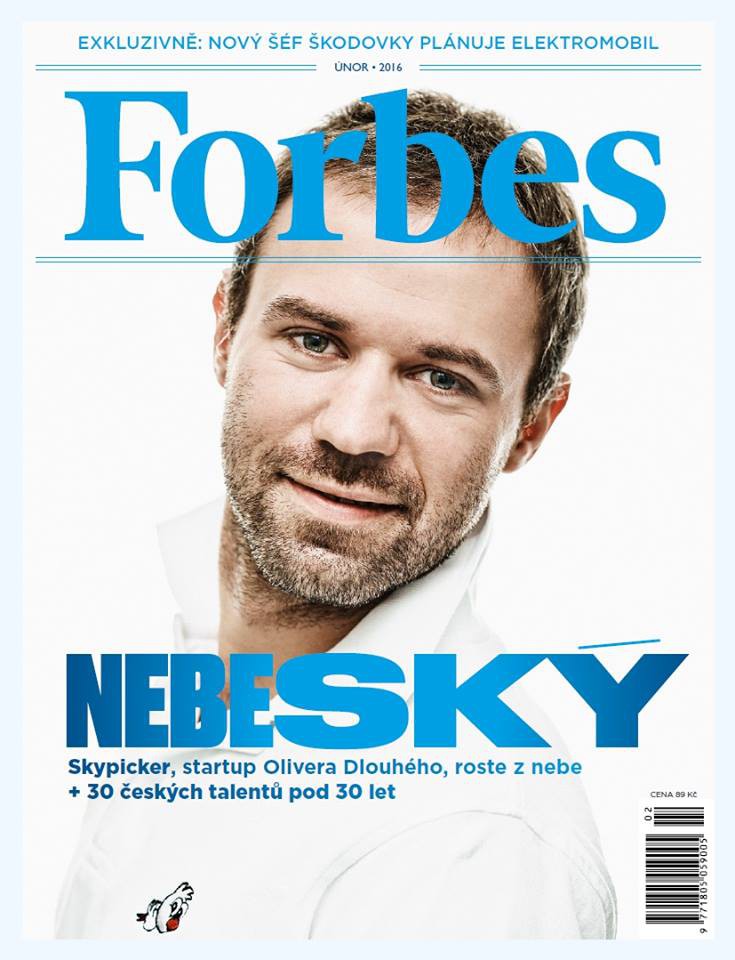 EXKLUZIVNĚ: NOVÝ ŠÉF ŠKODOVKY PLÁNUJE ELEKTROMOBIL
ÚNOR • 2016
Forbes
NEBESKÝ
Skypicker, startup Olivera Dlouhého, roste z nebe
+ 30 českých talentů pod 30 let
CENA 89 Kč
02
9 771805 059005